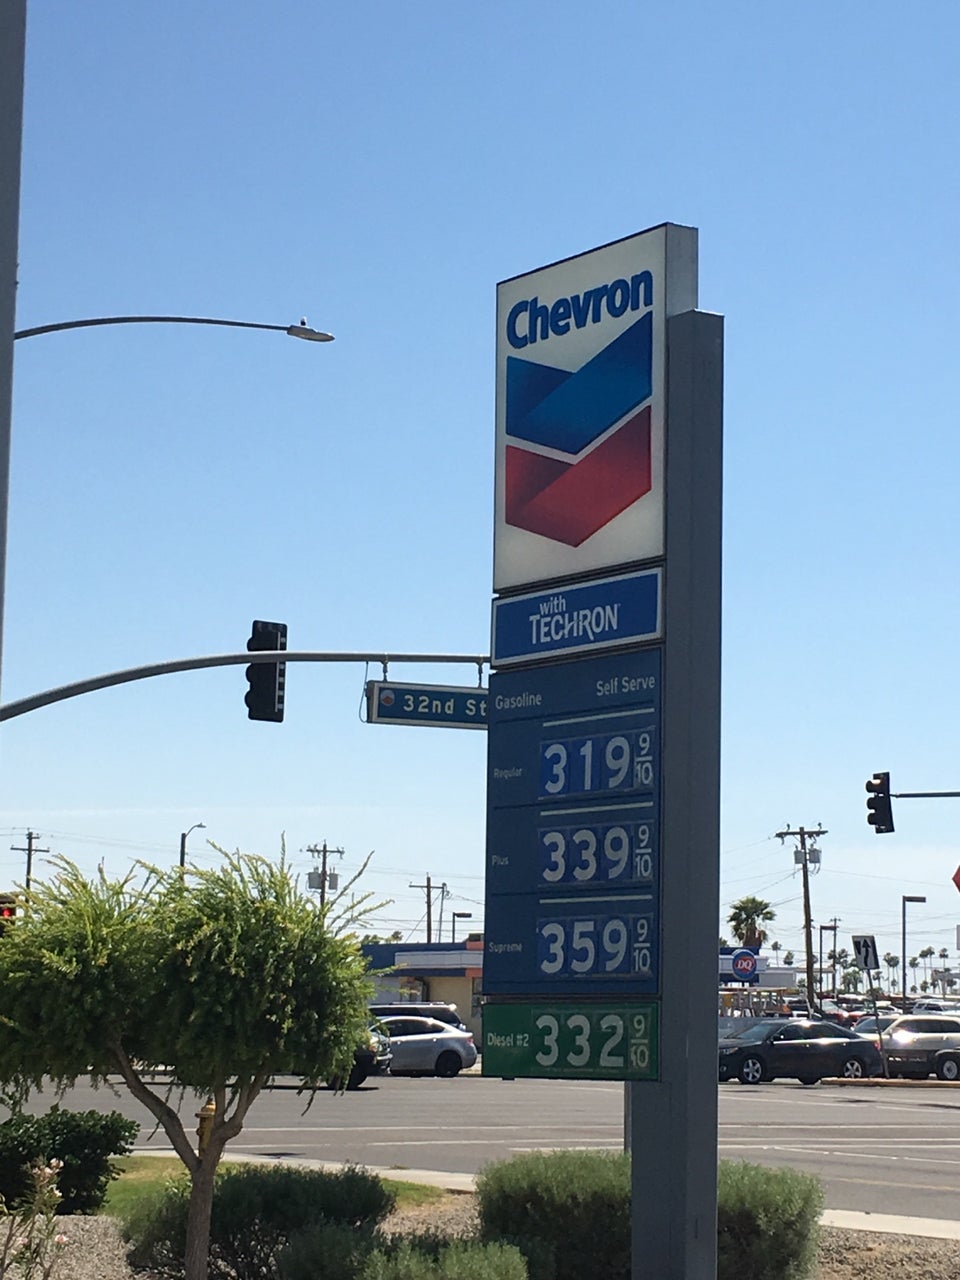 Chevron
with
TECHRON
32nd St
Gasoline Self Serve
Regular 319 9/10
Plus 339 9/10
Supreme 359 9/10
Diesel #2 332 9/10
DQ